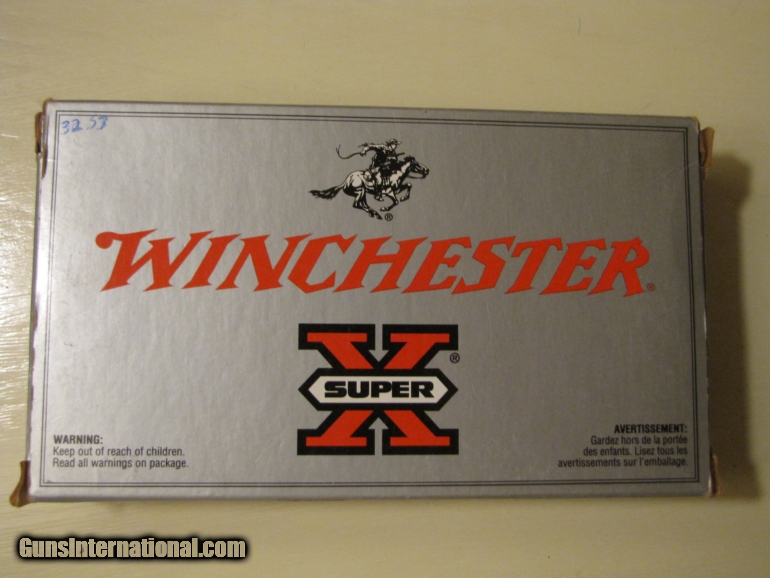 32.53
WINCHESTER®
X®
SUPER
WARNING:
Keep out of reach of children.
Read all warnings on package.
AVERTISSEMENT:
Gardez hors de la portée
des enfants. Lisez tous les
avertissements sur l'emballage.
GunsInternational.com